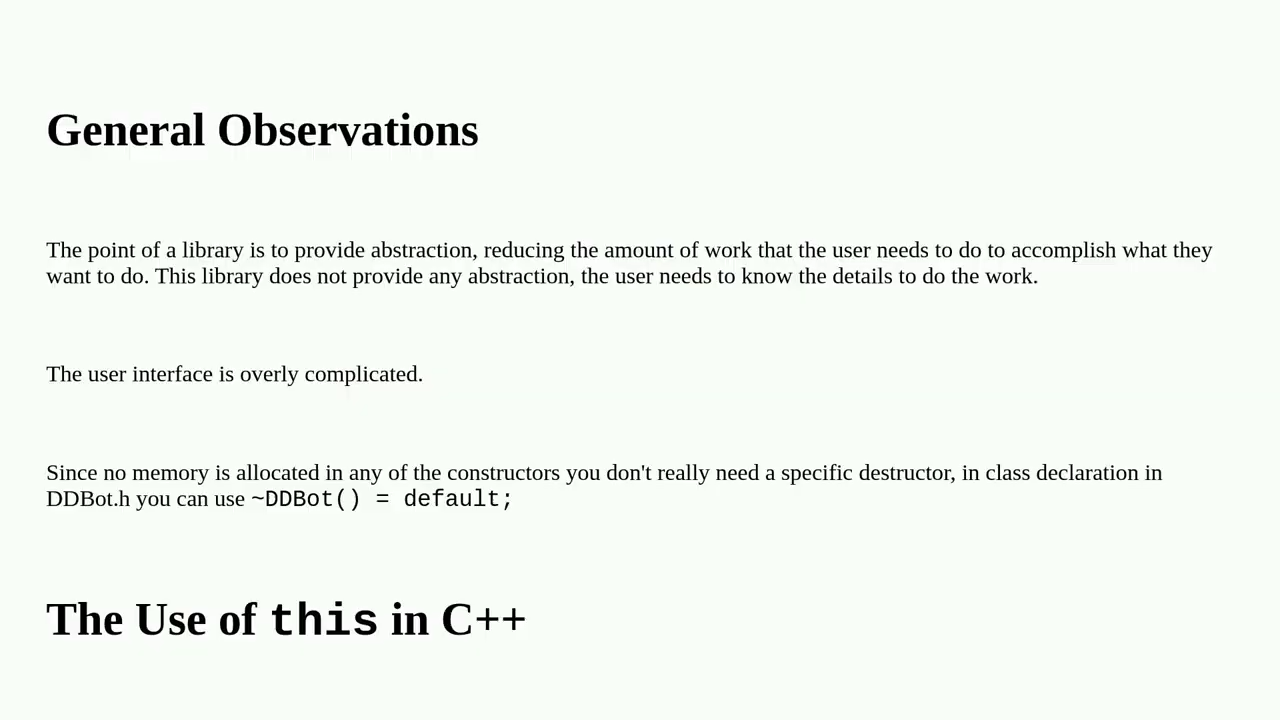 General Observations
The point of a library is to provide abstraction, reducing the amount of work that the user needs to do to accomplish what they
want to do. This library does not provide any abstraction, the user needs to know the details to do the work.
The user interface is overly complicated.
Since no memory is allocated in any of the constructors you don't really need a specific destructor, in class declaration in
DDBot.h you can use ~DDBot() = default;
The Use of this in C++